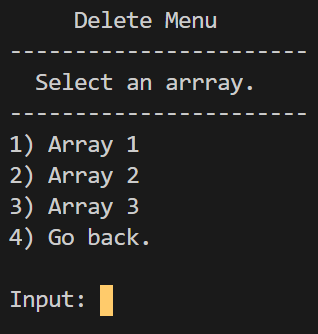 Delete Menu
-----------------------
Select an arrray.
-----------------------
1) Array 1
2) Array 2
3) Array 3
4) Go back.
Input: